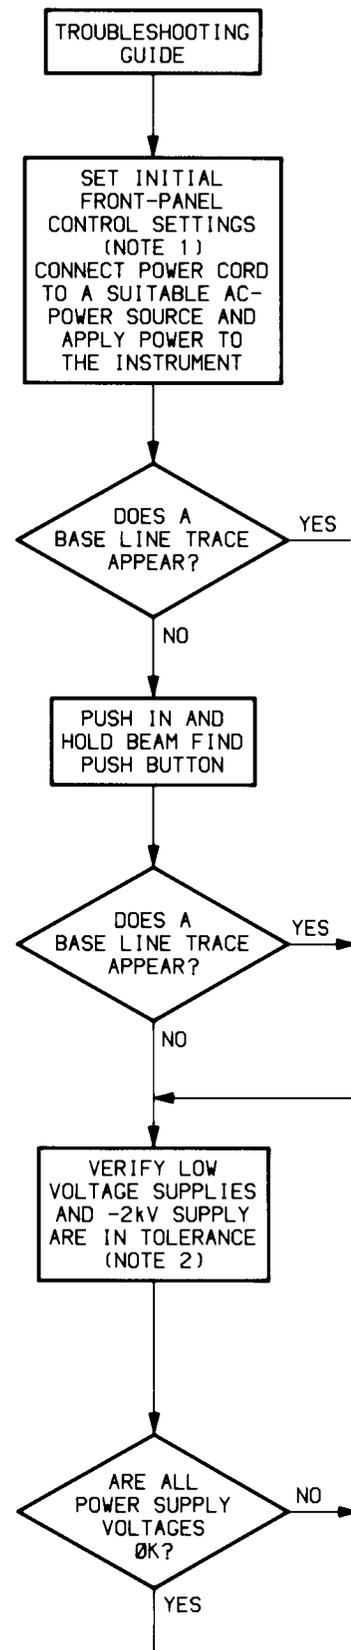 TROUBLESHOOTING
GUIDE
SET INITIAL
FRONT-PANEL
CONTROL SETTINGS
(NOTE 1)
CONNECT POWER CORD
TO A SUITABLE AC-
POWER SOURCE AND
APPLY POWER TO
THE INSTRUMENT
DOES A
BASE LINE TRACE
APPEAR?
YES
NO
PUSH IN AND
HOLD BEAM FIND
PUSH BUTTON
DOES A
BASE LINE TRACE
APPEAR?
YES
NO
VERIFY LOW
VOLTAGE SUPPLIES
AND -2kV SUPPLY
ARE IN TOLERANCE
(NOTE 2)
ARE ALL
POWER SUPPLY
VOLTAGES
ØK?
NO
YES